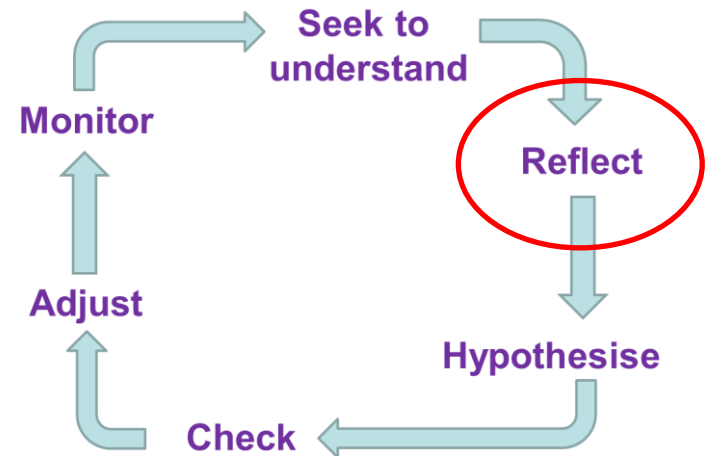 Seek to
understand
Reflect
Hypothesise
Check
Adjust
Monitor